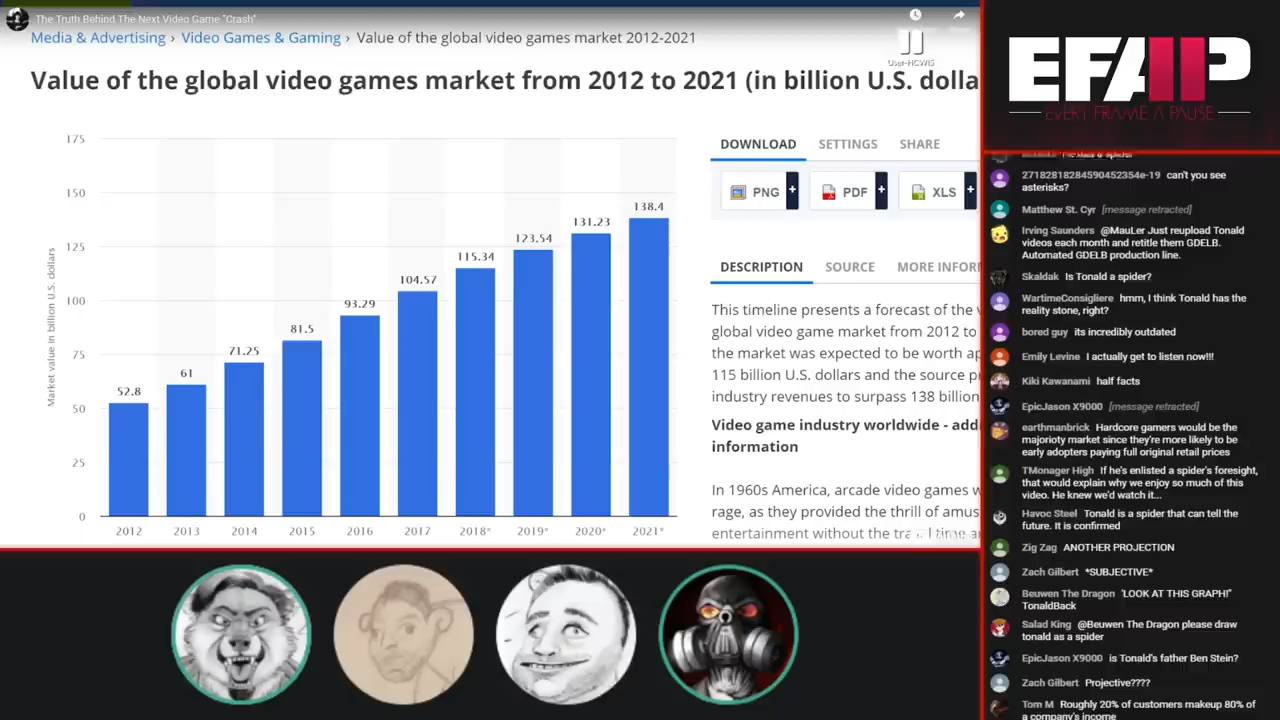 The Truth Behind The Next Video Game "Crash"
Media & Advertising › Video Games & Gaming › Value of the global video games market 2012-2021
User-HCWIS
Value of the global video games market from 2012 to 2021 (in billion U.S. dolla
Market value in billion U.S. dollars
175
150
125
100
75
50
25
0
52.8
61
71.25
81.5
93.29
104.57
115.34
123.54
131.23
138.4
2012
2013
2014
2015
2016
2017
2018*
2019*
2020*
2021*
DOWNLOAD SETTINGS SHARE
PNG + PDF + XLS +
DESCRIPTION SOURCE MORE INFOR
This timeline presents a forecast of the v
global video game market from 2012 to
the market was expected to be worth ap
115 billion U.S. dollars and the source pr
industry revenues to surpass 138 billion
Video game industry worldwide - add
information
In 1960s America, arcade video games w
rage, as they provided the thrill of amus
entertainment without the travel time a
EFAP
EVERY FRAME A PAUSE
27182818284590452354e-19 can't you see
asterisks?
Matthew St. Cyr [message retracted]
Irving Saunders @MauLer Just reupload Tonald
videos each month and retitle them GDELB.
Automated GDELB production line.
Skaldak Is Tonald a spider?
WartimeConsigliere hmm, I think Tonald has the
reality stone, right?
bored guy its incredibly outdated
Emily Levine I actually get to listen now!!!
Kiki Kawanami half facts
EpicJason X9000 [message retracted]
earthmanbrick Hardcore gamers would be the
majioirty market since they're more likely to be
early adopters paying full original retail prices
TMonager High If he's enlisted a spider's foresight,
that would explain why we enjoy so much of this
video. He knew we'd watch it...
Havoc Steel Tonald is a spider that can tell the
future. It is confirmed
Zig Zag ANOTHER PROJECTION
Zach Gilbert *SUBJECTIVE*
Beuwen The Dragon "LOOK AT THIS GRAPH!"
TonaldBack
Salad King @Beuwen The Dragon please draw
tonald as a spider
EpicJason X9000 is Tonald's father Ben Stein?
Zach Gilbert Projective????
Tom M Roughly 20% of customers makeup 80% of
a company's income